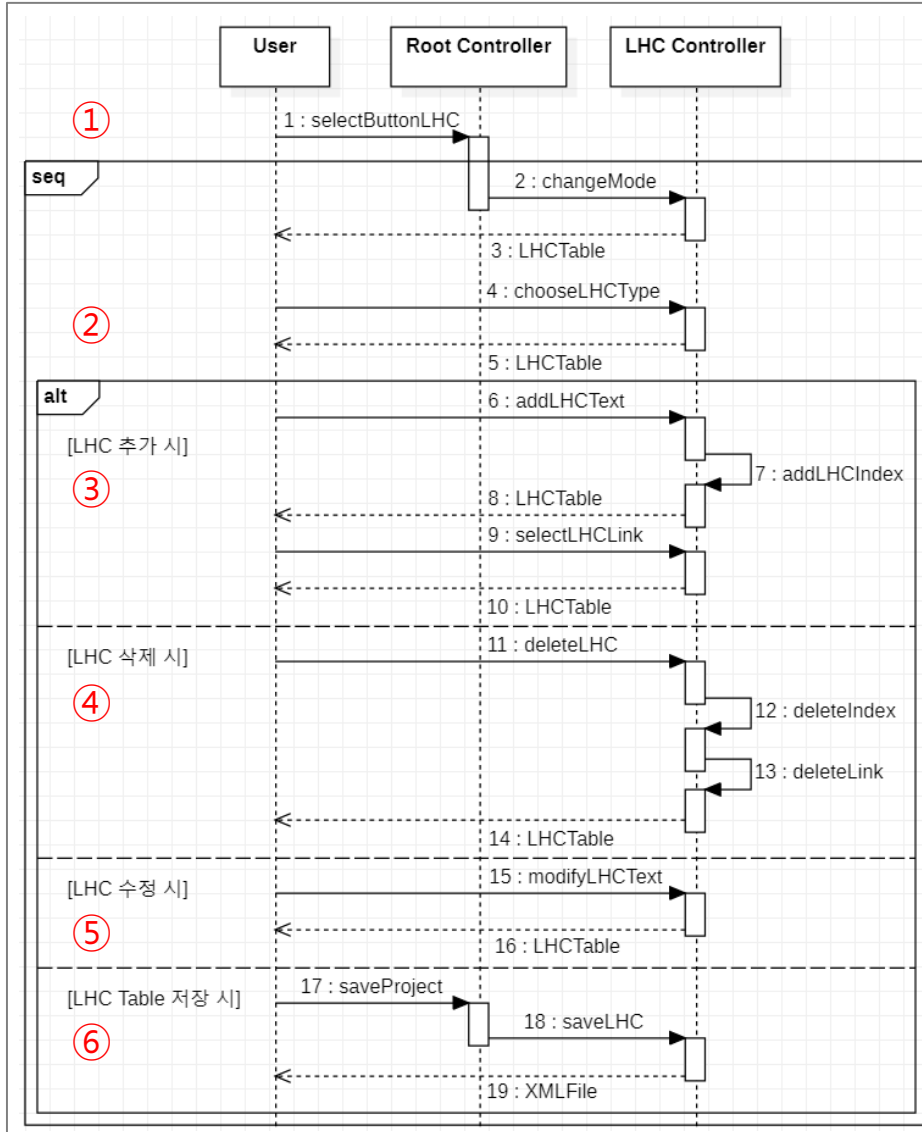 User
Root Controller
LHC Controller
①
1 : selectButtonLHC
seq
2 : changeMode
3 : LHCTable
②
4 : chooseLHCType
5 : LHCTable
alt
6 : addLHCText
[LHC 추가 시]
③
7 : addLHCIndex
8 : LHCTable
9 : selectLHCLink
10 : LHCTable
[LHC 삭제 시]
11 : deleteLHC
④
12 : deleteIndex
13 : deleteLink
14 : LHCTable
[LHC 수정 시]
15 : modifyLHCText
⑤
16 : LHCTable
[LHC Table 저장 시]
17 : saveProject
⑥
18 : saveLHC
19 : XMLFile